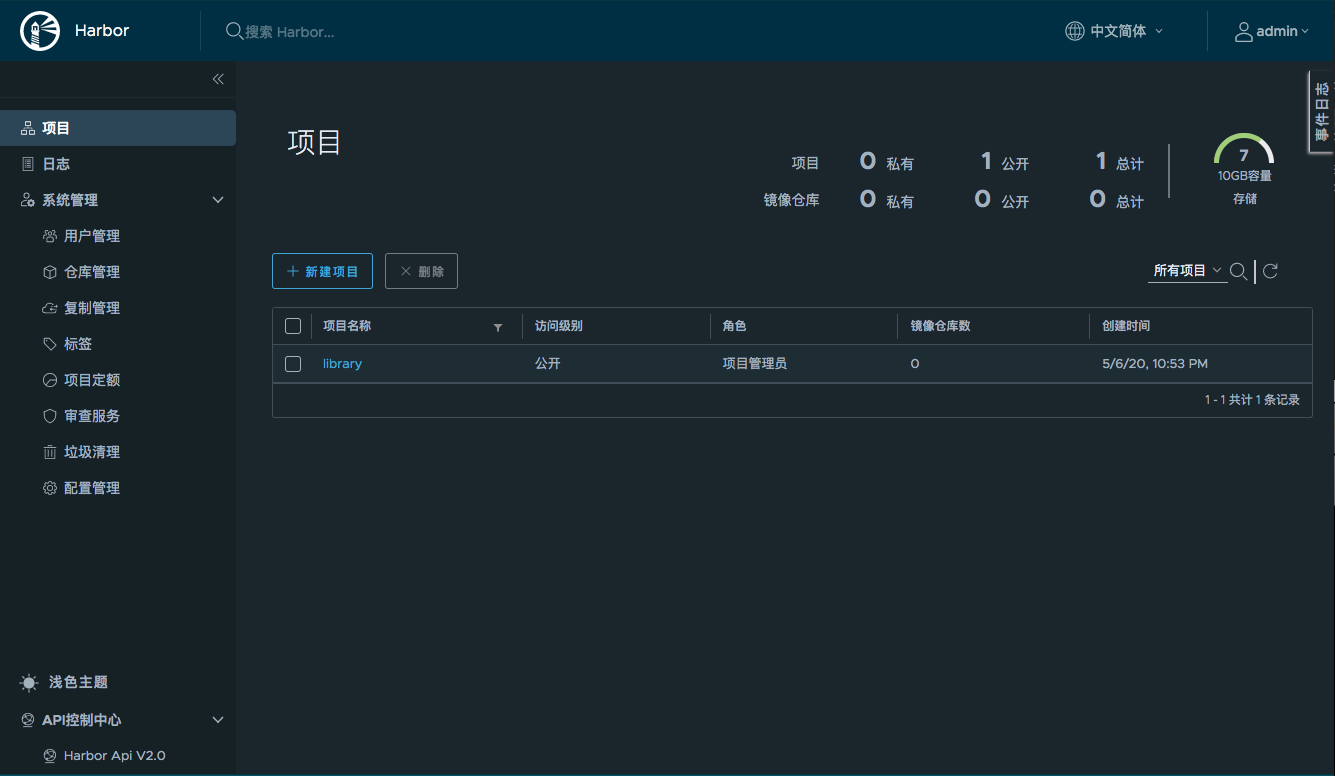 Harbor
搜索 Harbor...
中文简体
admin
事件日志
项目
日志
系统管理
用户管理
仓库管理
复制管理
标签
项目定额
审查服务
垃圾清理
配置管理
浅色主题
API控制中心
Harbor Api V2.0
项目
项目 0 私有 1 公开 1 总计
镜像仓库 0 私有 0 公开 0 总计
7
10GB容量
存储
新建项目 删除
所有项目
项目名称 访问级别 角色 镜像仓库数 创建时间
library 公开 项目管理员 0 5/6/20, 10:53 PM
1 - 1 共计 1 条记录